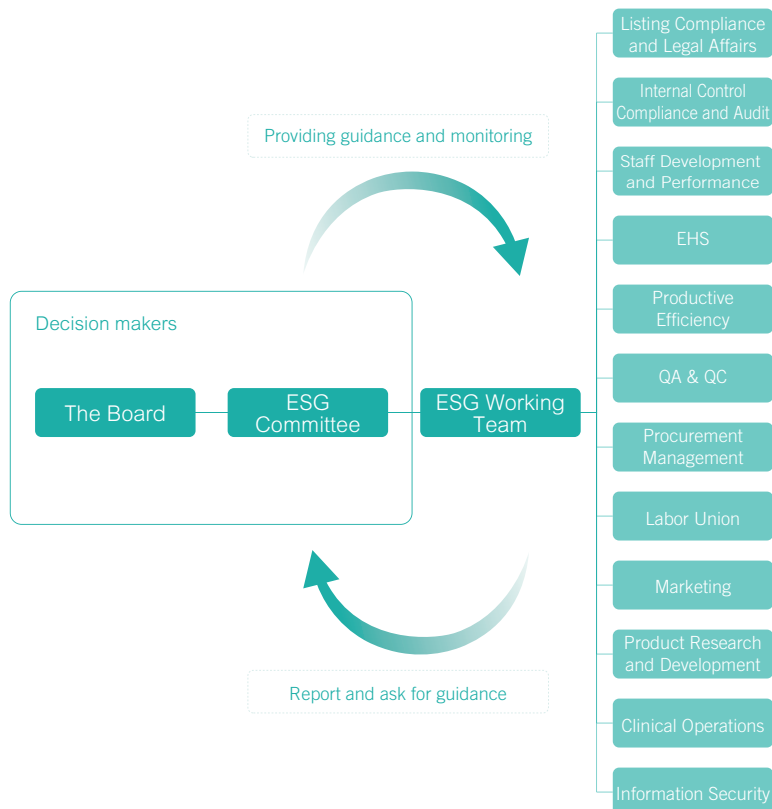 Providing guidance and monitoring
Decision makers
The Board
ESG
Committee
ESG Working
Team
Report and ask for guidance
Listing Compliance
and Legal Affairs
Internal Control
Compliance and Audit
Staff Development
and Performance
EHS
Productive
Efficiency
QA & QC
Procurement
Management
Labor Union
Marketing
Product Research
and Development
Clinical Operations
Information Security